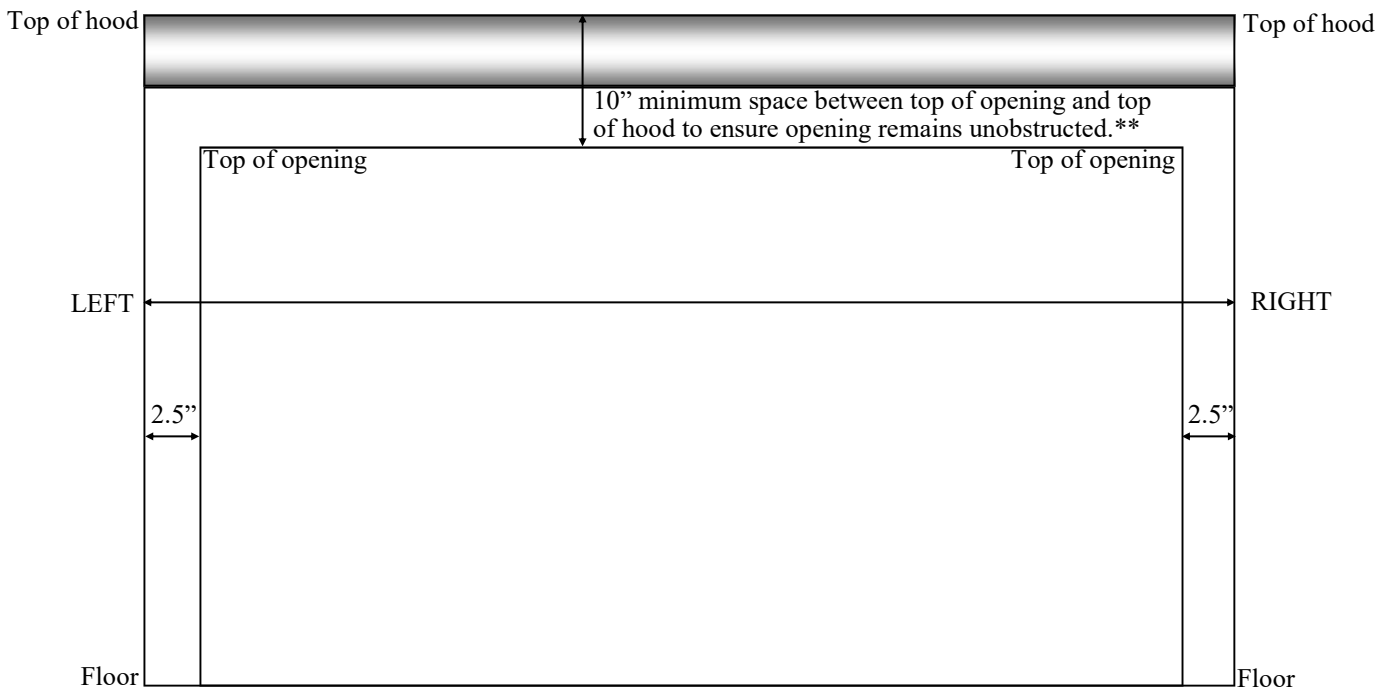 Top of hood
Top of hood
10” minimum space between top of opening and top
of hood to ensure opening remains unobstructed.**
Top of opening
Top of opening
LEFT
RIGHT
2.5”
2.5”
Floor
Floor